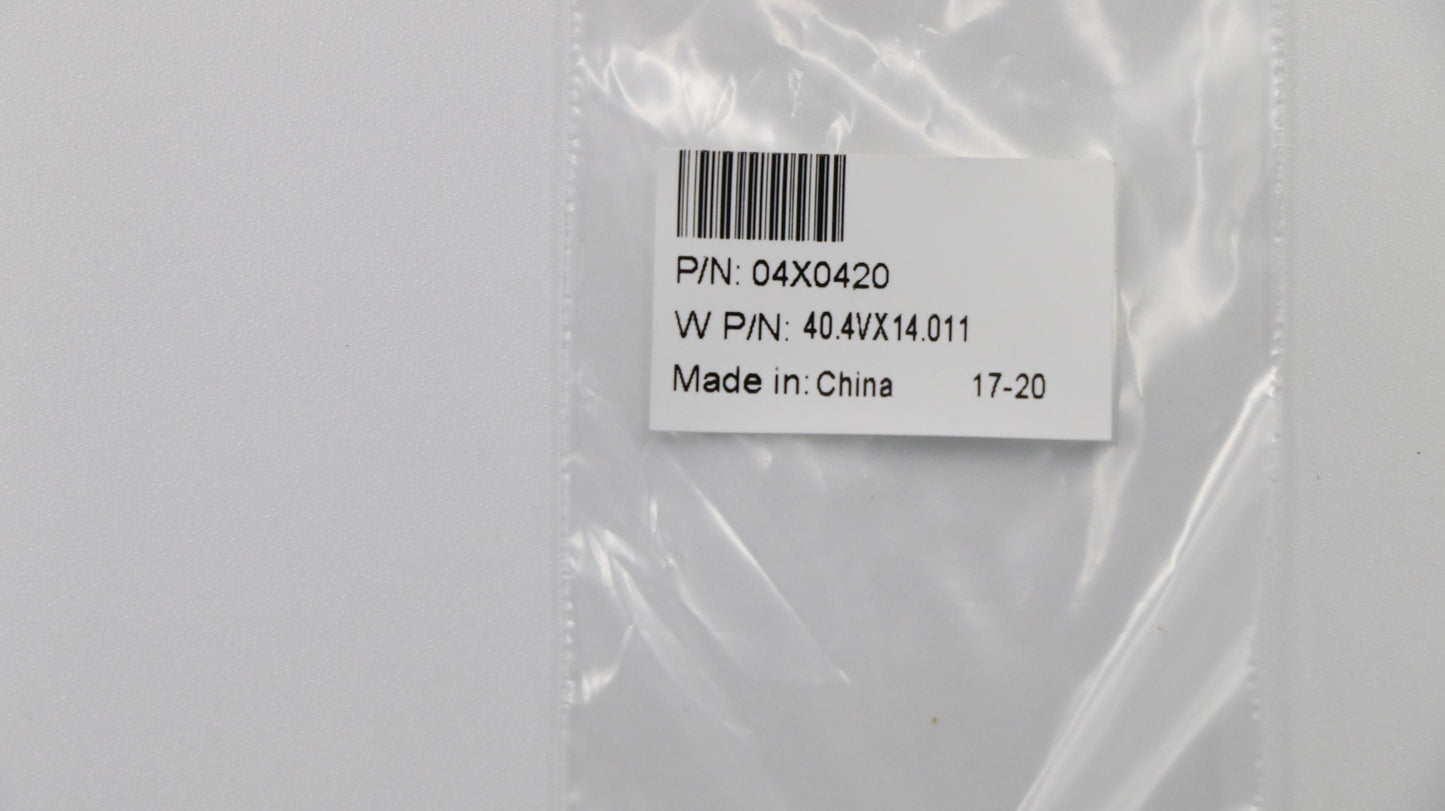 P/N: 04X0420
W P/N: 40.4VX14.011
Made in: China 17-20